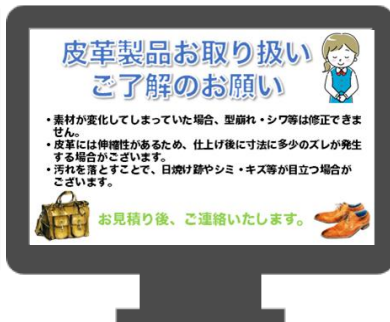 皮革製品お取り扱い
ご了解のお願い
・素材が変化してしまっていた場合、型崩れ・シワ等は修正できま
せん。
・皮革には伸縮性があるため、仕上げ後に寸法に多少のズレが発生
する場合がございます。
・汚れを落とすことで、日焼け跡やシミ・キズ等が目立つ場合が
ございます。
お見積り後、ご連絡いたします。